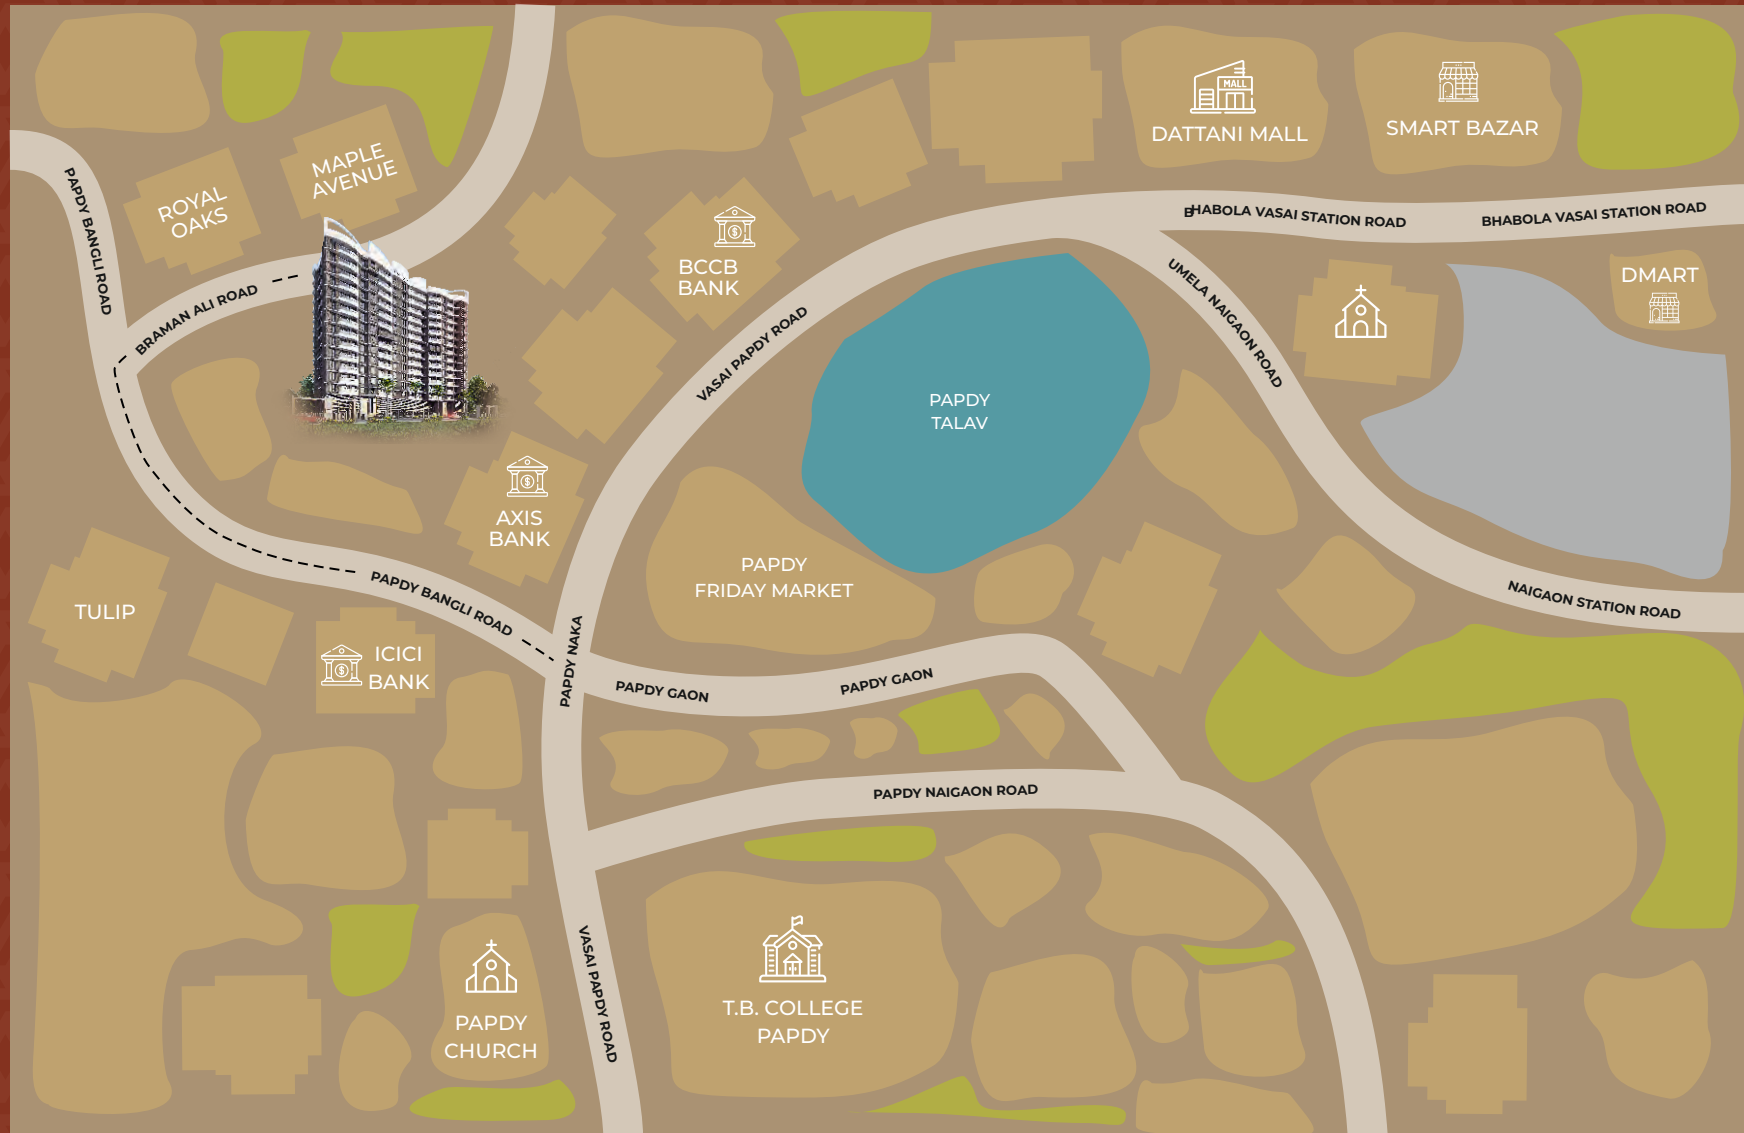 MALL
DATTANI MALL
SMART BAZAR
MAPLE
AVENUE
ROYAL
OAKS
PAPDY BANGLI ROAD
BHABOLA VASAI STATION ROAD
BHABOLA VASAI STATION ROAD
BCCB
BANK
DMART
UMELA NAIGAON ROAD
BRAMAN ALI ROAD
VASAI PAPDY ROAD
PAPDY
TALAV
AXIS
BANK
PAPDY
FRIDAY MARKET
PAPDY BANGLI ROAD
NAIGAON STATION ROAD
TULIP
ICICI
BANK
PAPDY NAKA
PAPDY GAON
PAPDY GAON
PAPDY NAIGAON ROAD
VASAI PAPDY ROAD
T.B. COLLEGE
PAPDY
PAPDY
CHURCH